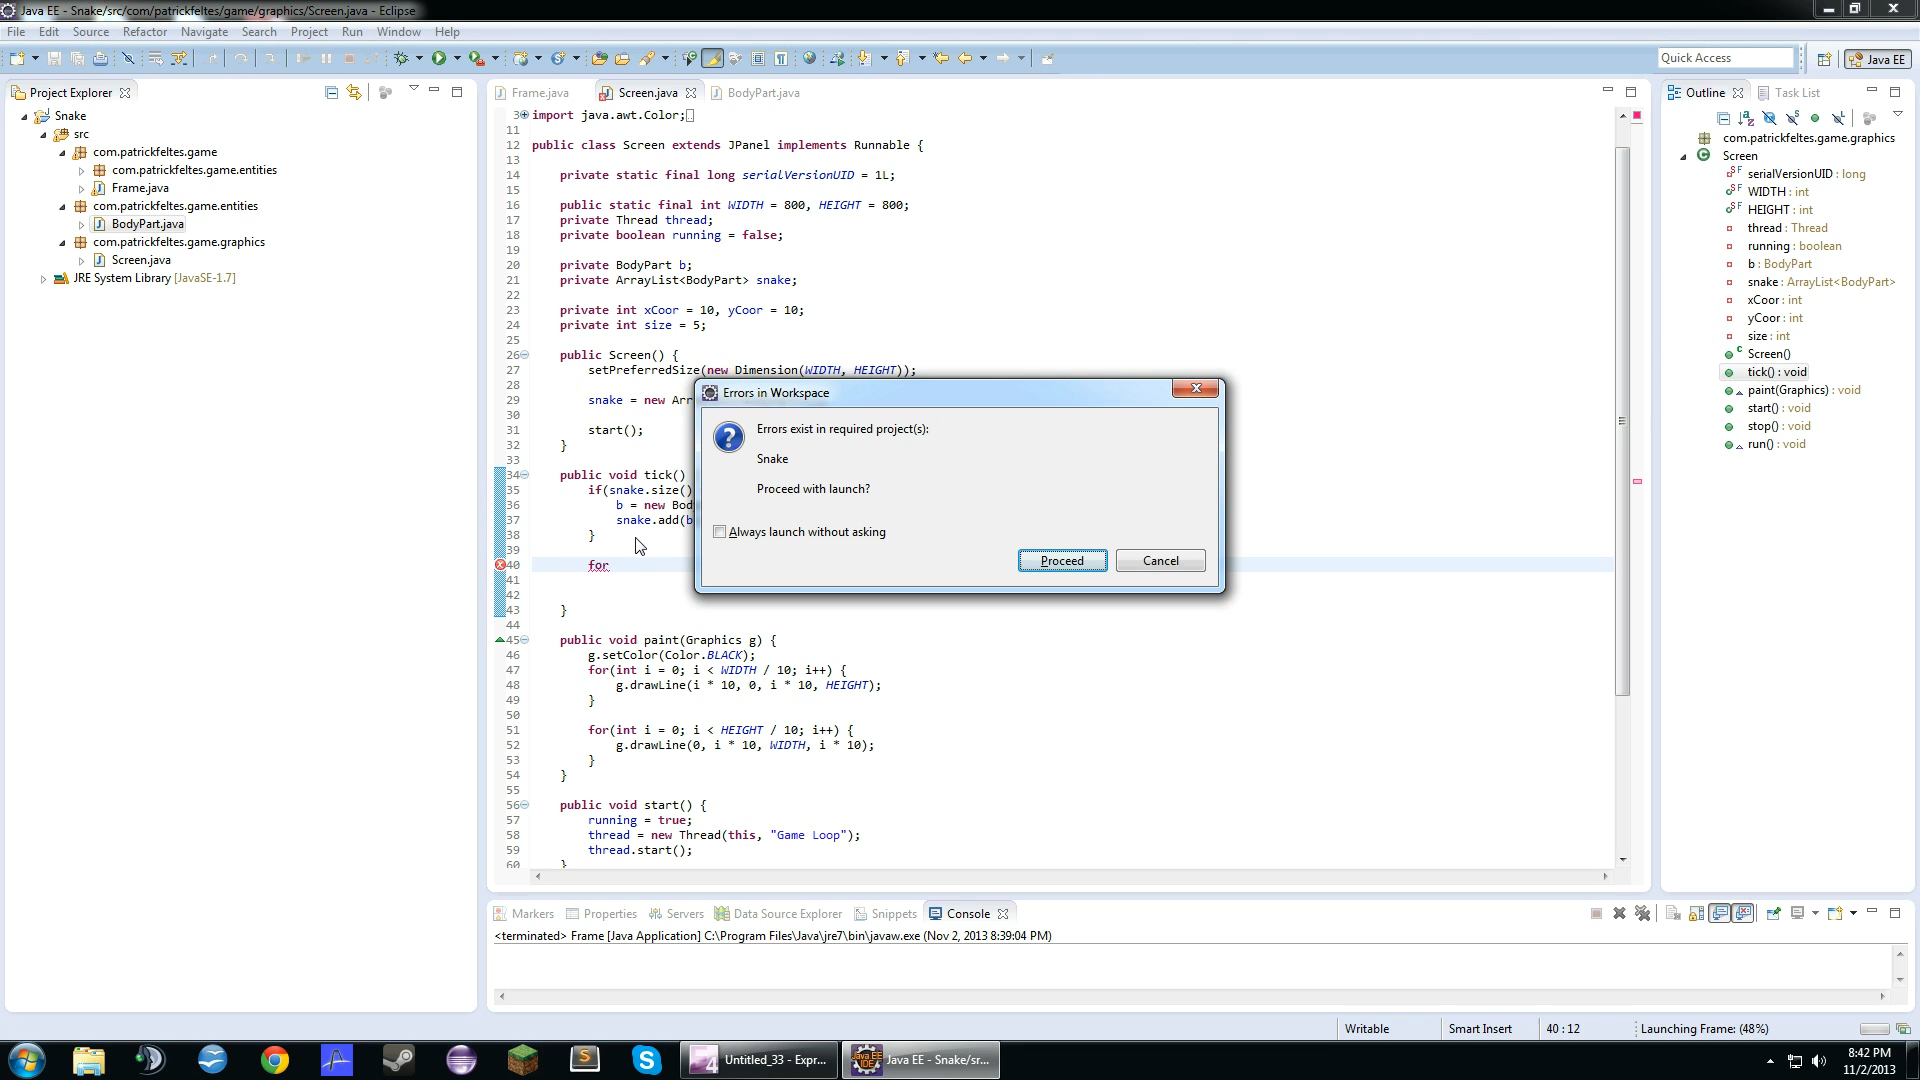 Java EE - Snake/src/com/patrickfeltes/game/graphics/Screen.java - Eclipse
File Edit Source Refactor Navigate Search Project Run Window Help
Quick Access
Java EE
Project Explorer
Snake
src
com.patrickfeltes.game
com.patrickfeltes.game.entities
Frame.java
com.patrickfeltes.game.entities
BodyPart.java
com.patrickfeltes.game.graphics
Screen.java
JRE System Library [JavaSE-1.7]
Frame.java Screen.java BodyPart.java
3 import java.awt.Color;
11
12 public class Screen extends JPanel implements Runnable {
13
14 private static final long serialVersionUID = 1L;
15
16 public static final int WIDTH = 800, HEIGHT = 800;
17 private Thread thread;
18 private boolean running = false;
19
20 private BodyPart b;
21 private ArrayList<BodyPart> snake;
22
23 private int xCoor = 10, yCoor = 10;
24 private int size = 5;
25
26 public Screen() {
27 setPreferredSize(new Dimension(WIDTH, HEIGHT));
28
29 snake = new Arr
30
31 start();
32 }
33
34 public void tick()
35 if(snake.size()
36 b = new Bod
37 snake.add(b
38 }
39
40 for
41
42
43 }
44
45 public void paint(Graphics g) {
46 g.setColor(Color.BLACK);
47 for(int i = 0; i < WIDTH / 10; i++) {
48 g.drawLine(i * 10, 0, i * 10, HEIGHT);
49 }
50
51 for(int i = 0; i < HEIGHT / 10; i++) {
52 g.drawLine(0, i * 10, WIDTH, i * 10);
53 }
54 }
55
56 public void start() {
57 running = true;
58 thread = new Thread(this, "Game Loop");
59 thread.start();
60 }
Errors in Workspace
Errors exist in required project(s):
Snake
Proceed with launch?
Always launch without asking
Proceed Cancel
Outline Task List
com.patrickfeltes.game.graphics
Screen
serialVersionUID : long
WIDTH : int
HEIGHT : int
thread : Thread
running : boolean
b : BodyPart
snake : ArrayList<BodyPart>
xCoor : int
yCoor : int
size : int
Screen()
tick() : void
paint(Graphics) : void
start() : void
stop() : void
run() : void
Markers Properties Servers Data Source Explorer Snippets Console
<terminated> Frame [Java Application] C:\Program Files\Java\jre7\bin\javaw.exe (Nov 2, 2013 8:39:04 PM)
Writable Smart Insert 40 : 12 Launching Frame: (48%)
Untitled_33 - Expr... Java EE - Snake/sr...
8:42 PM
11/2/2013